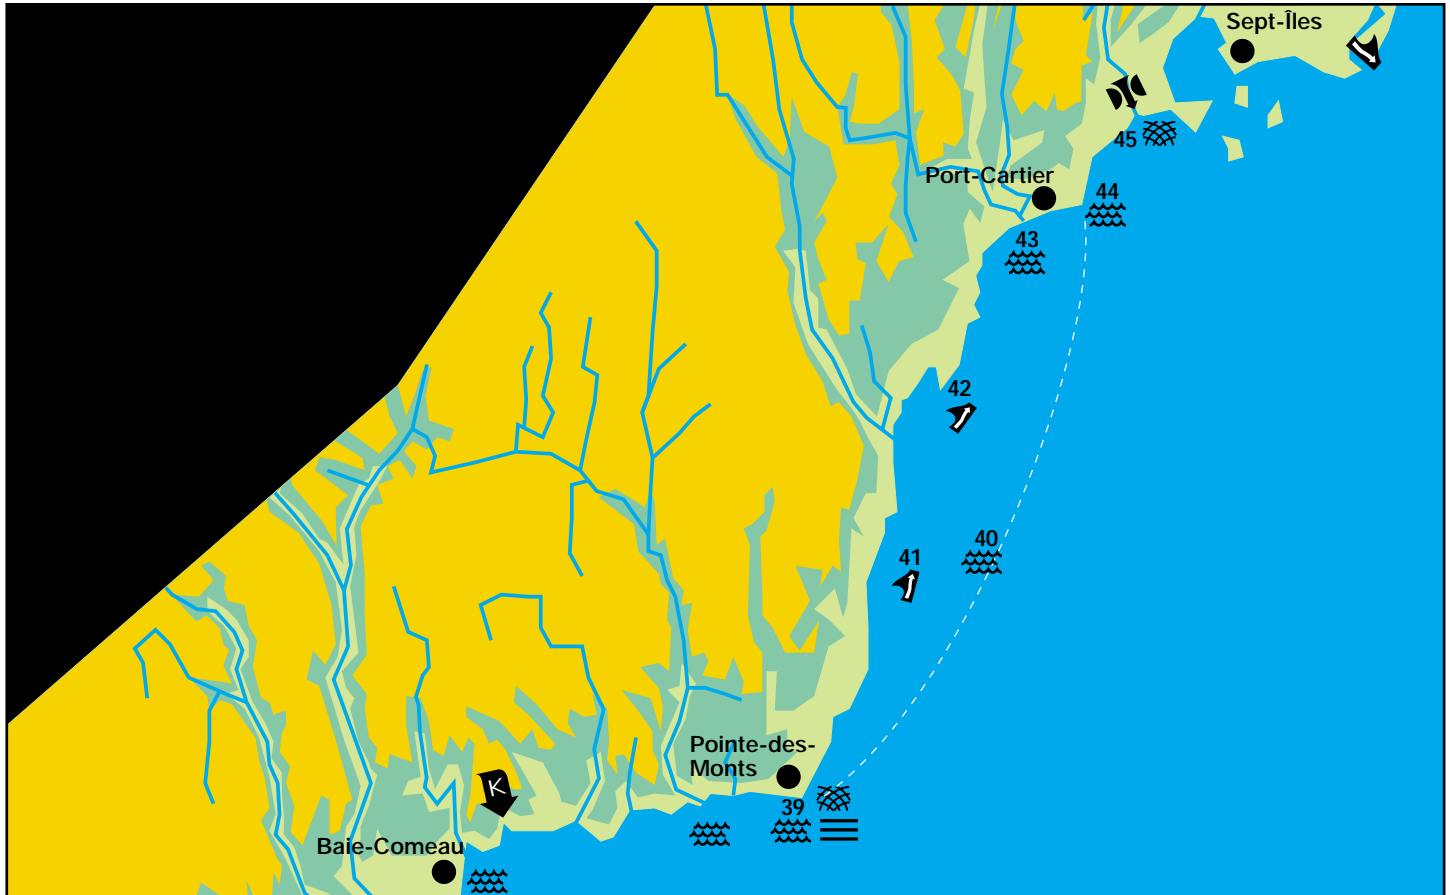 Sept-Îles
45
Port-Cartier
44
43
42
40
41
Pointe-des-
Monts
K
39
Baie-Comeau